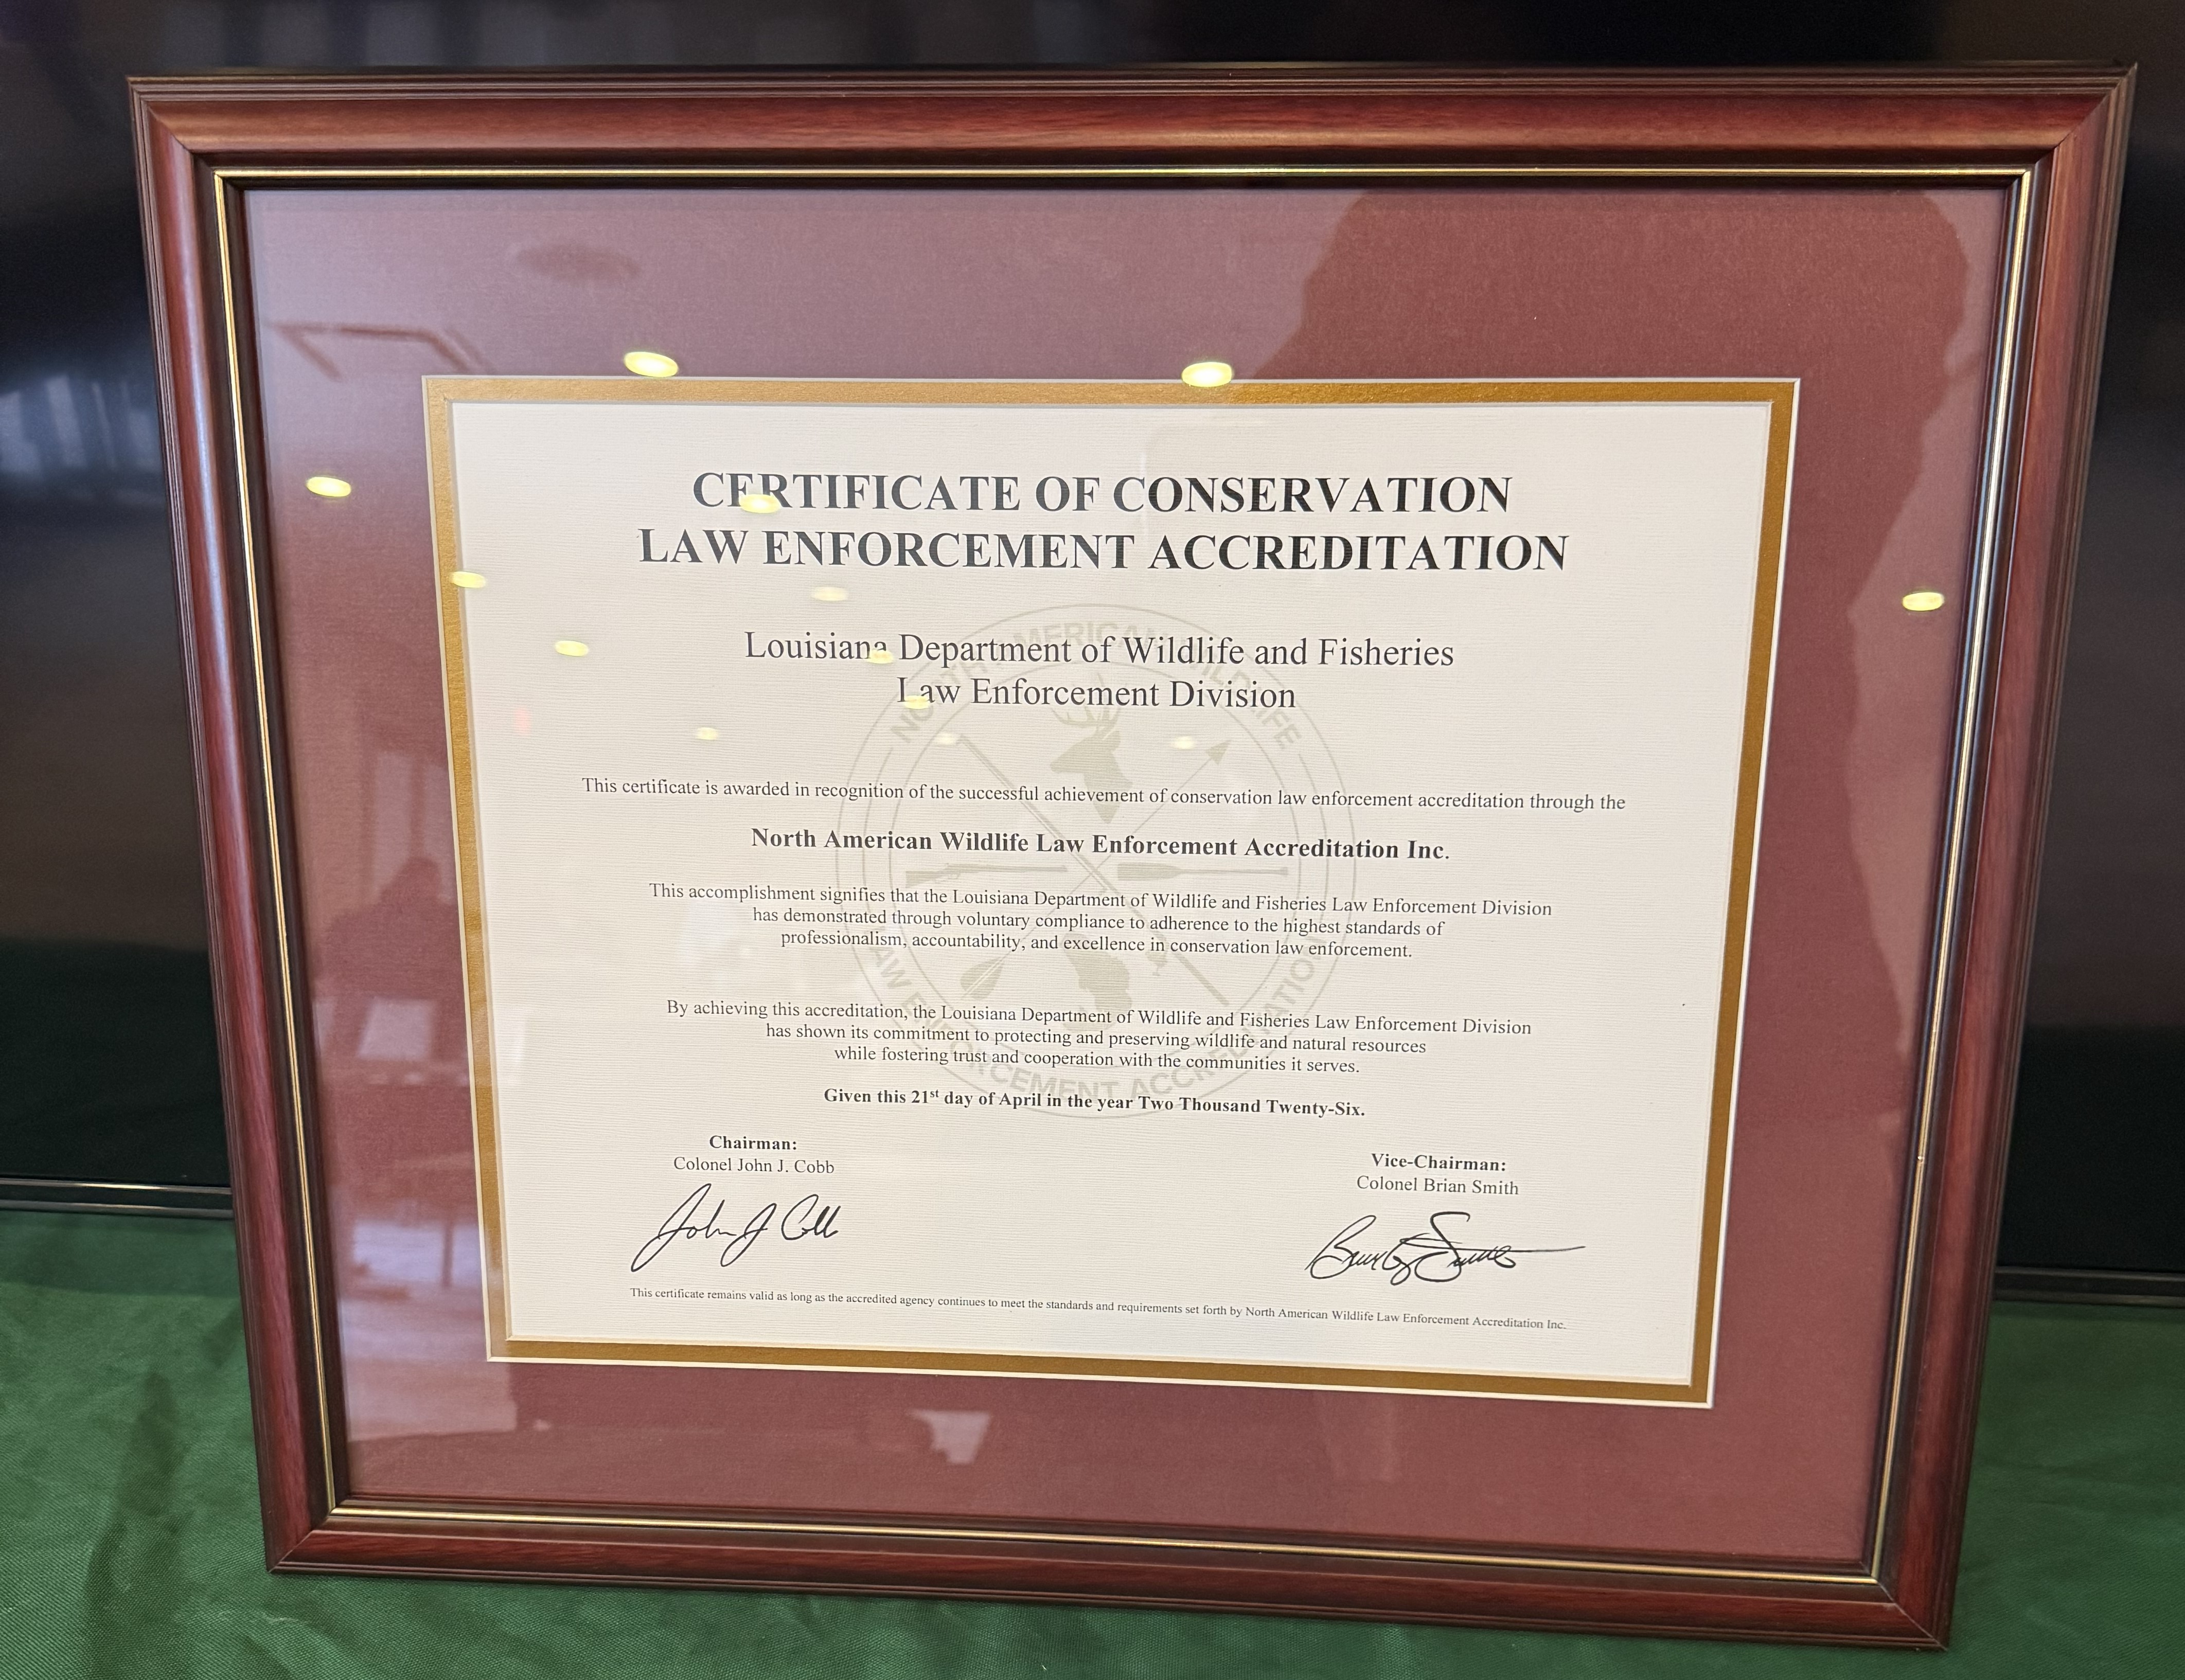 CERTIFICATE OF CONSERVATION
LAW ENFORCEMENT ACCREDITATION
Louisiana Department of Wildlife and Fisheries
Law Enforcement Division
This certificate is awarded in recognition of the successful achievement of conservation law enforcement accreditation through the
North American Wildlife Law Enforcement Accreditation Inc.
This accomplishment signifies that the Louisiana Department of Wildlife and Fisheries Law Enforcement Division
has demonstrated through voluntary compliance to adherence to the highest standards of
professionalism, accountability, and excellence in conservation law enforcement.
By achieving this accreditation, the Louisiana Department of Wildlife and Fisheries Law Enforcement Division
has shown its commitment to protecting and preserving wildlife and natural resources
while fostering trust and cooperation with the communities it serves.
Given this 21st day of April in the year Two Thousand Twenty-Six.
Chairman:
Colonel John J. Cobb
John J Cobb
Vice-Chairman:
Colonel Brian Smith
This certificate remains valid as long as the accredited agency continues to meet the standards and requirements set forth by North American Wildlife Law Enforcement Accreditation Inc.
NORTH AMERICAN WILDLIFE
LAW ENFORCEMENT ACCREDITATION